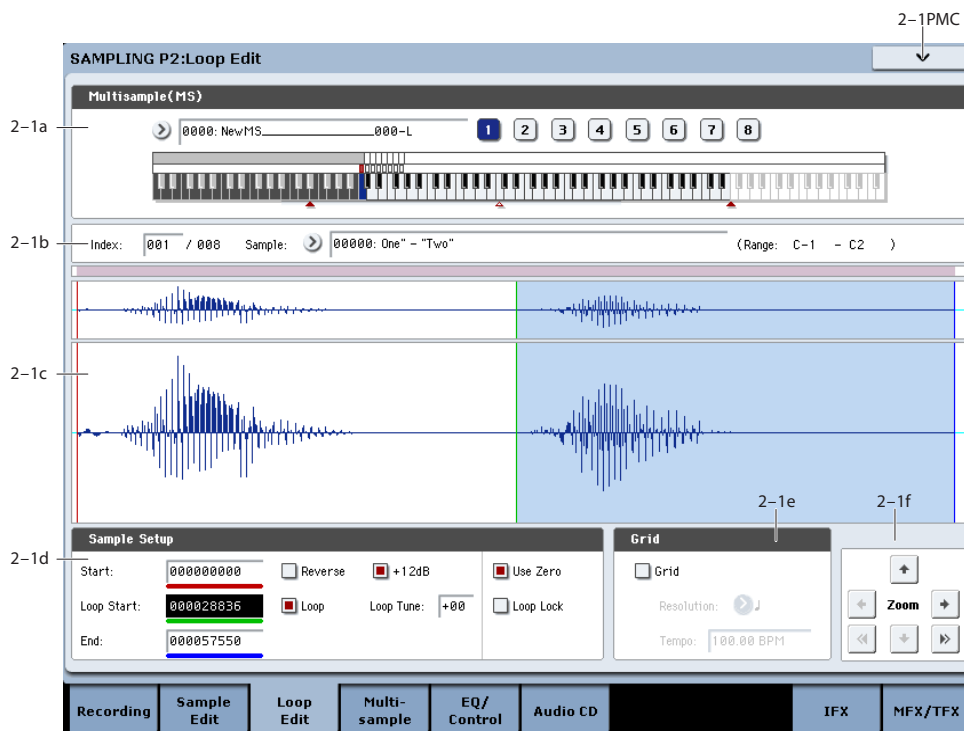 2-1PMC
SAMPLING P2:Loop Edit
Multisample(MS)
2-1a
0000: NewMS_________________000-L
1 2 3 4 5 6 7 8
2-1b
Index: 001 / 008 Sample: 00000: One" - "Two" (Range: C-1 - C2 )
2-1c
2-1e
2-1f
Sample Setup
Grid
2-1d
Start: 000000000 Reverse +12dB Use Zero
Grid
Loop Start: 000028836 Loop Loop Tune: +00 Loop Lock
Resolution: ♩
Zoom
End: 000057550
Tempo: 100.00 BPM
Recording
Sample Edit
Loop Edit
Multi-sample
EQ/Control
Audio CD
IFX
MFX/TFX